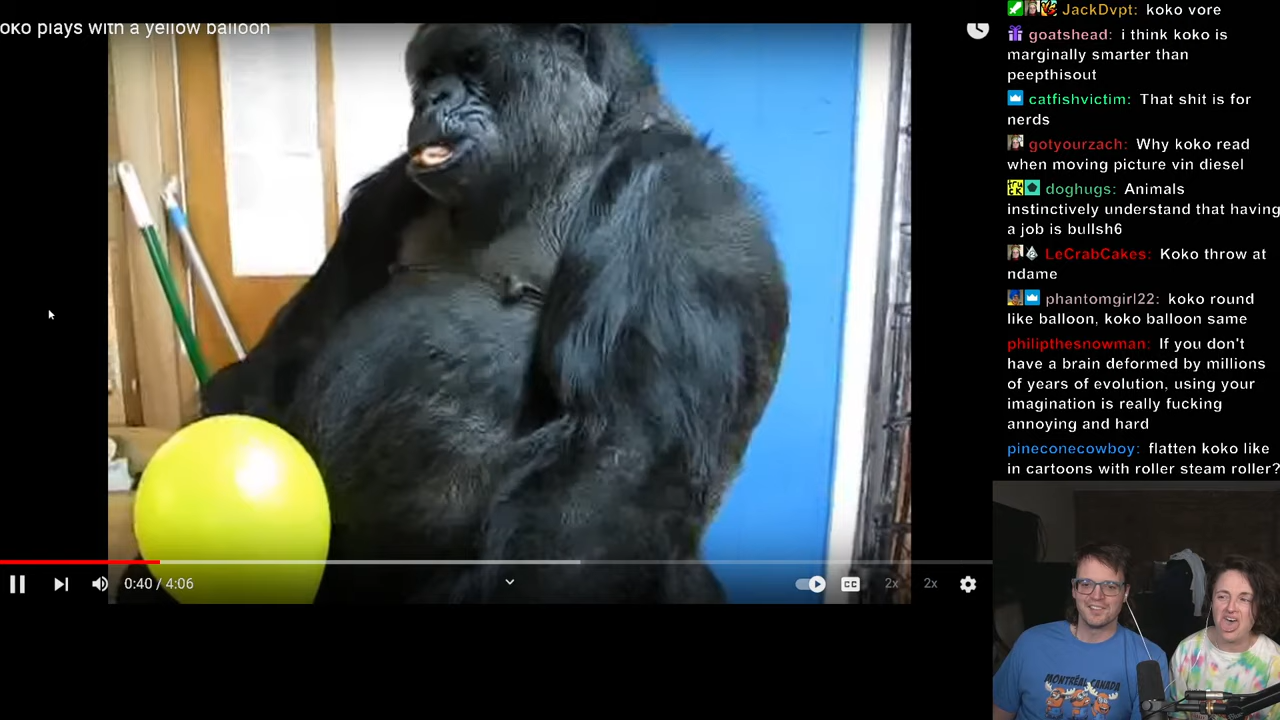 oko plays with a yellow balloon
JackDvpt: koko vore
goatshead: i think koko is
marginally smarter than
peepthisout
catfishvictim: That shit is for
nerds
gotyourzach: Why koko read
when moving picture vin diesel
doghugs: Animals
instinctively understand that having
a job is bullsh6
LeCrabCakes: Koko throw at
ndame
phantomgirl22: koko round
like balloon, koko balloon same
philipthesnowman: If you don't
have a brain deformed by millions
of years of evolution, using your
imagination is really fucking
annoying and hard
pineconecowboy: flatten koko like
in cartoons with roller steam roller?
0:40 / 4:06
CC
2x
2x
MONTRÉAL CANADA